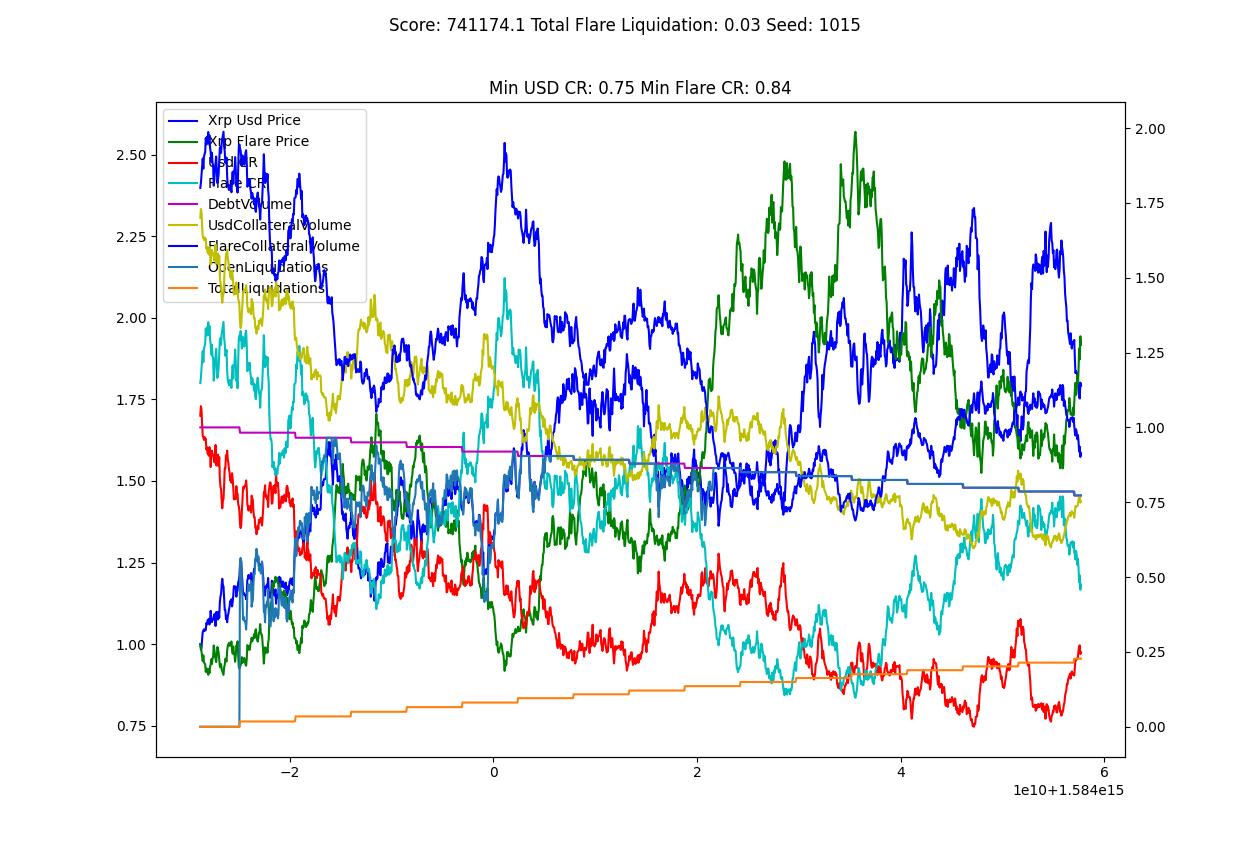 Score: 741174.1 Total Flare Liquidation: 0.03 Seed: 1015
Min USD CR: 0.75 Min Flare CR: 0.84
Xrp Usd Price
Xrp Flare Price
Usd CR
Flare CR
DebtVolume
UsdCollateralVolume
FlareCollateralVolume
OpenLiquidations
TotalLiquidations
2.50
2.25
2.00
1.75
1.50
1.25
1.00
0.75
2.00
1.75
1.50
1.25
1.00
0.75
0.50
0.25
0.00
−2 0 2 4 6
1e10+1.584e15